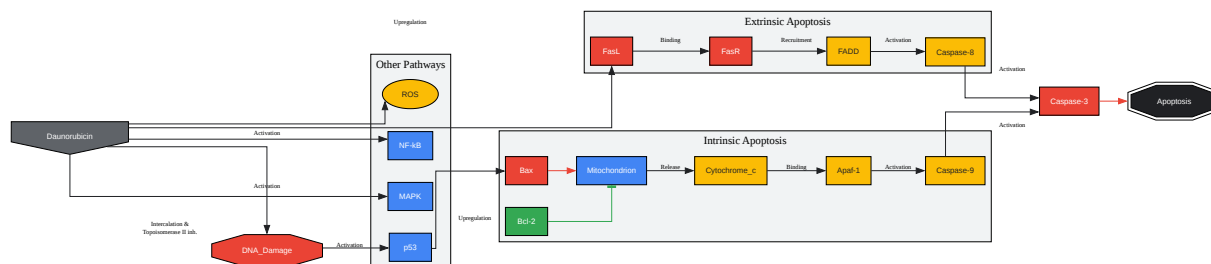 Upregulation
Extrinsic Apoptosis
FasL
Binding
FasR
Recruitment
FADD
Activation
Caspase-8
Activation
Other Pathways
ROS
Caspase-3
Apoptosis
Daunorubicin
Activation
NF-kB
Activation
Intrinsic Apoptosis
Bax
Mitochondrion
Release
Cytochrome_c
Binding
Apaf-1
Activation
Caspase-9
Activation
MAPK
Upregulation
Bcl-2
Intercalation &
Topoisomerase II inh.
DNA_Damage
Activation
p53